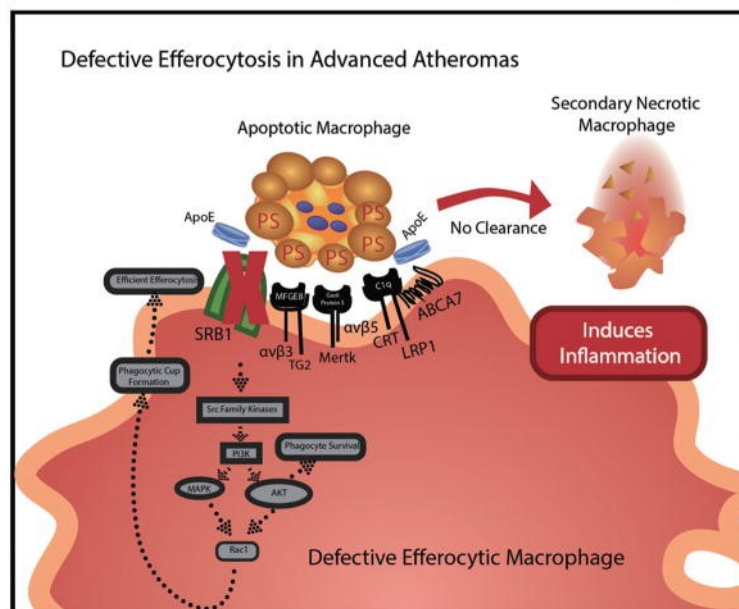 Defective Efferocytosis in Advanced Atheromas
Secondary Necrotic
Macrophage
Apoptotic Macrophage
ApoE
PS
PS
PS
PS
PS
ApoE
No Clearance
Efficient Efferocytosis
SRB1
MFGE8
Protein S
C1q
αvβ3
TG2
Mertk
αvβ5
CRT
LRP1
ABCA7
Induces
Inflammation
Phagocytic Cup
Formation
Src Family Kinases
PI3K
Phagocyte Survival
MAPK
AKT
Rac1
Defective Efferocytic Macrophage